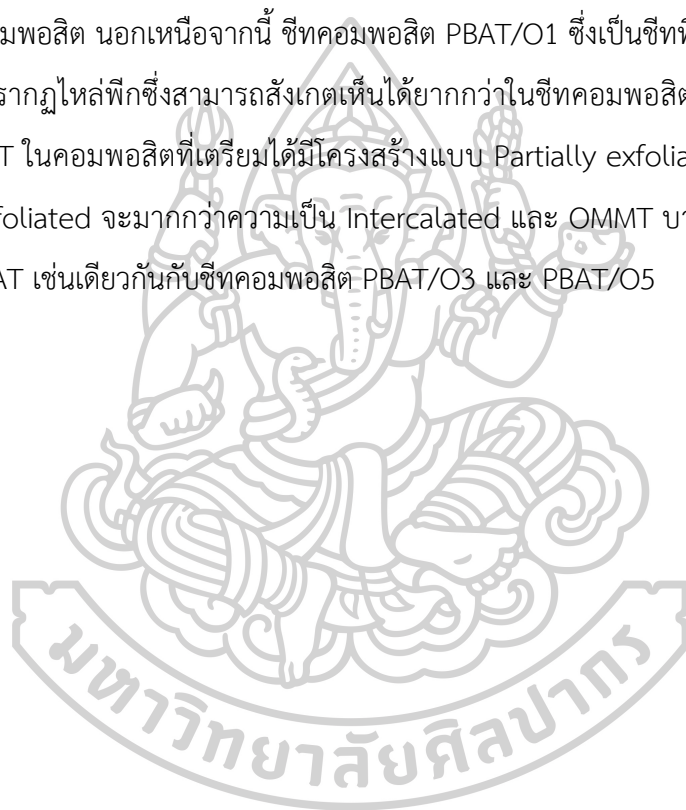 มพอสิต นอกเหนือจากนี้ ชีทคอมพอสิต PBAT/O1 ซึ่งเป็นชีทที
รากฏไหล่พีกซึ่งสามารถสังเกตเห็นได้ยากกว่าในชีทคอมพอสิต
T ในคอมพอสิตที่เตรียมได้มีโครงสร้างแบบ Partially exfolia
foliated จะมากกว่าความเป็น Intercalated และ OMMT บา
AT เช่นเดียวกันกับชีทคอมพอสิต PBAT/O3 และ PBAT/O5
มหาวิทยาลัยศิลปากร